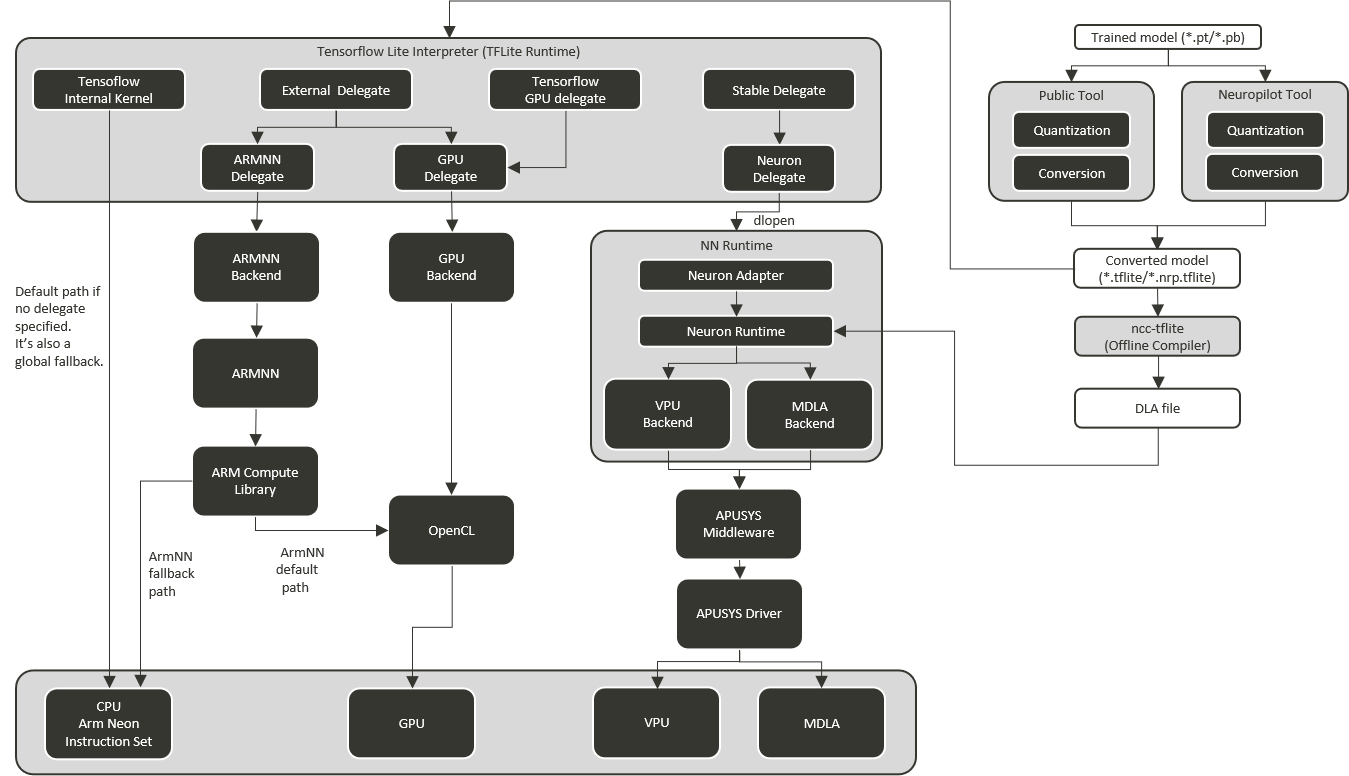 Trained model (*.pt/*.pb)
Tensorflow Lite Interpreter (TFLite Runtime)
Tensoflow
Internal Kernel
External Delegate
Tensorflow
GPU delegate
Stable Delegate
Public Tool
Quantization
Conversion
Neuropilot Tool
Quantization
Conversion
ARMNN
Delegate
GPU
Delegate
Neuron
Delegate
dlopen
ARMNN
Backend
GPU
Backend
NN Runtime
Neuron Adapter
Neuron Runtime
VPU
Backend
MDLA
Backend
Converted model
(*.tflite/*.nrp.tflite)
ncc-tflite
(Offline Compiler)
DLA file
Default path if
no delegate
specified.
It's also a
global fallback.
ARMNN
ARM Compute
Library
OpenCL
APUSYS
Middleware
ArmNN
fallback
path
ArmNN
default
path
APUSYS Driver
CPU
Arm Neon
Instruction Set
GPU
VPU
MDLA